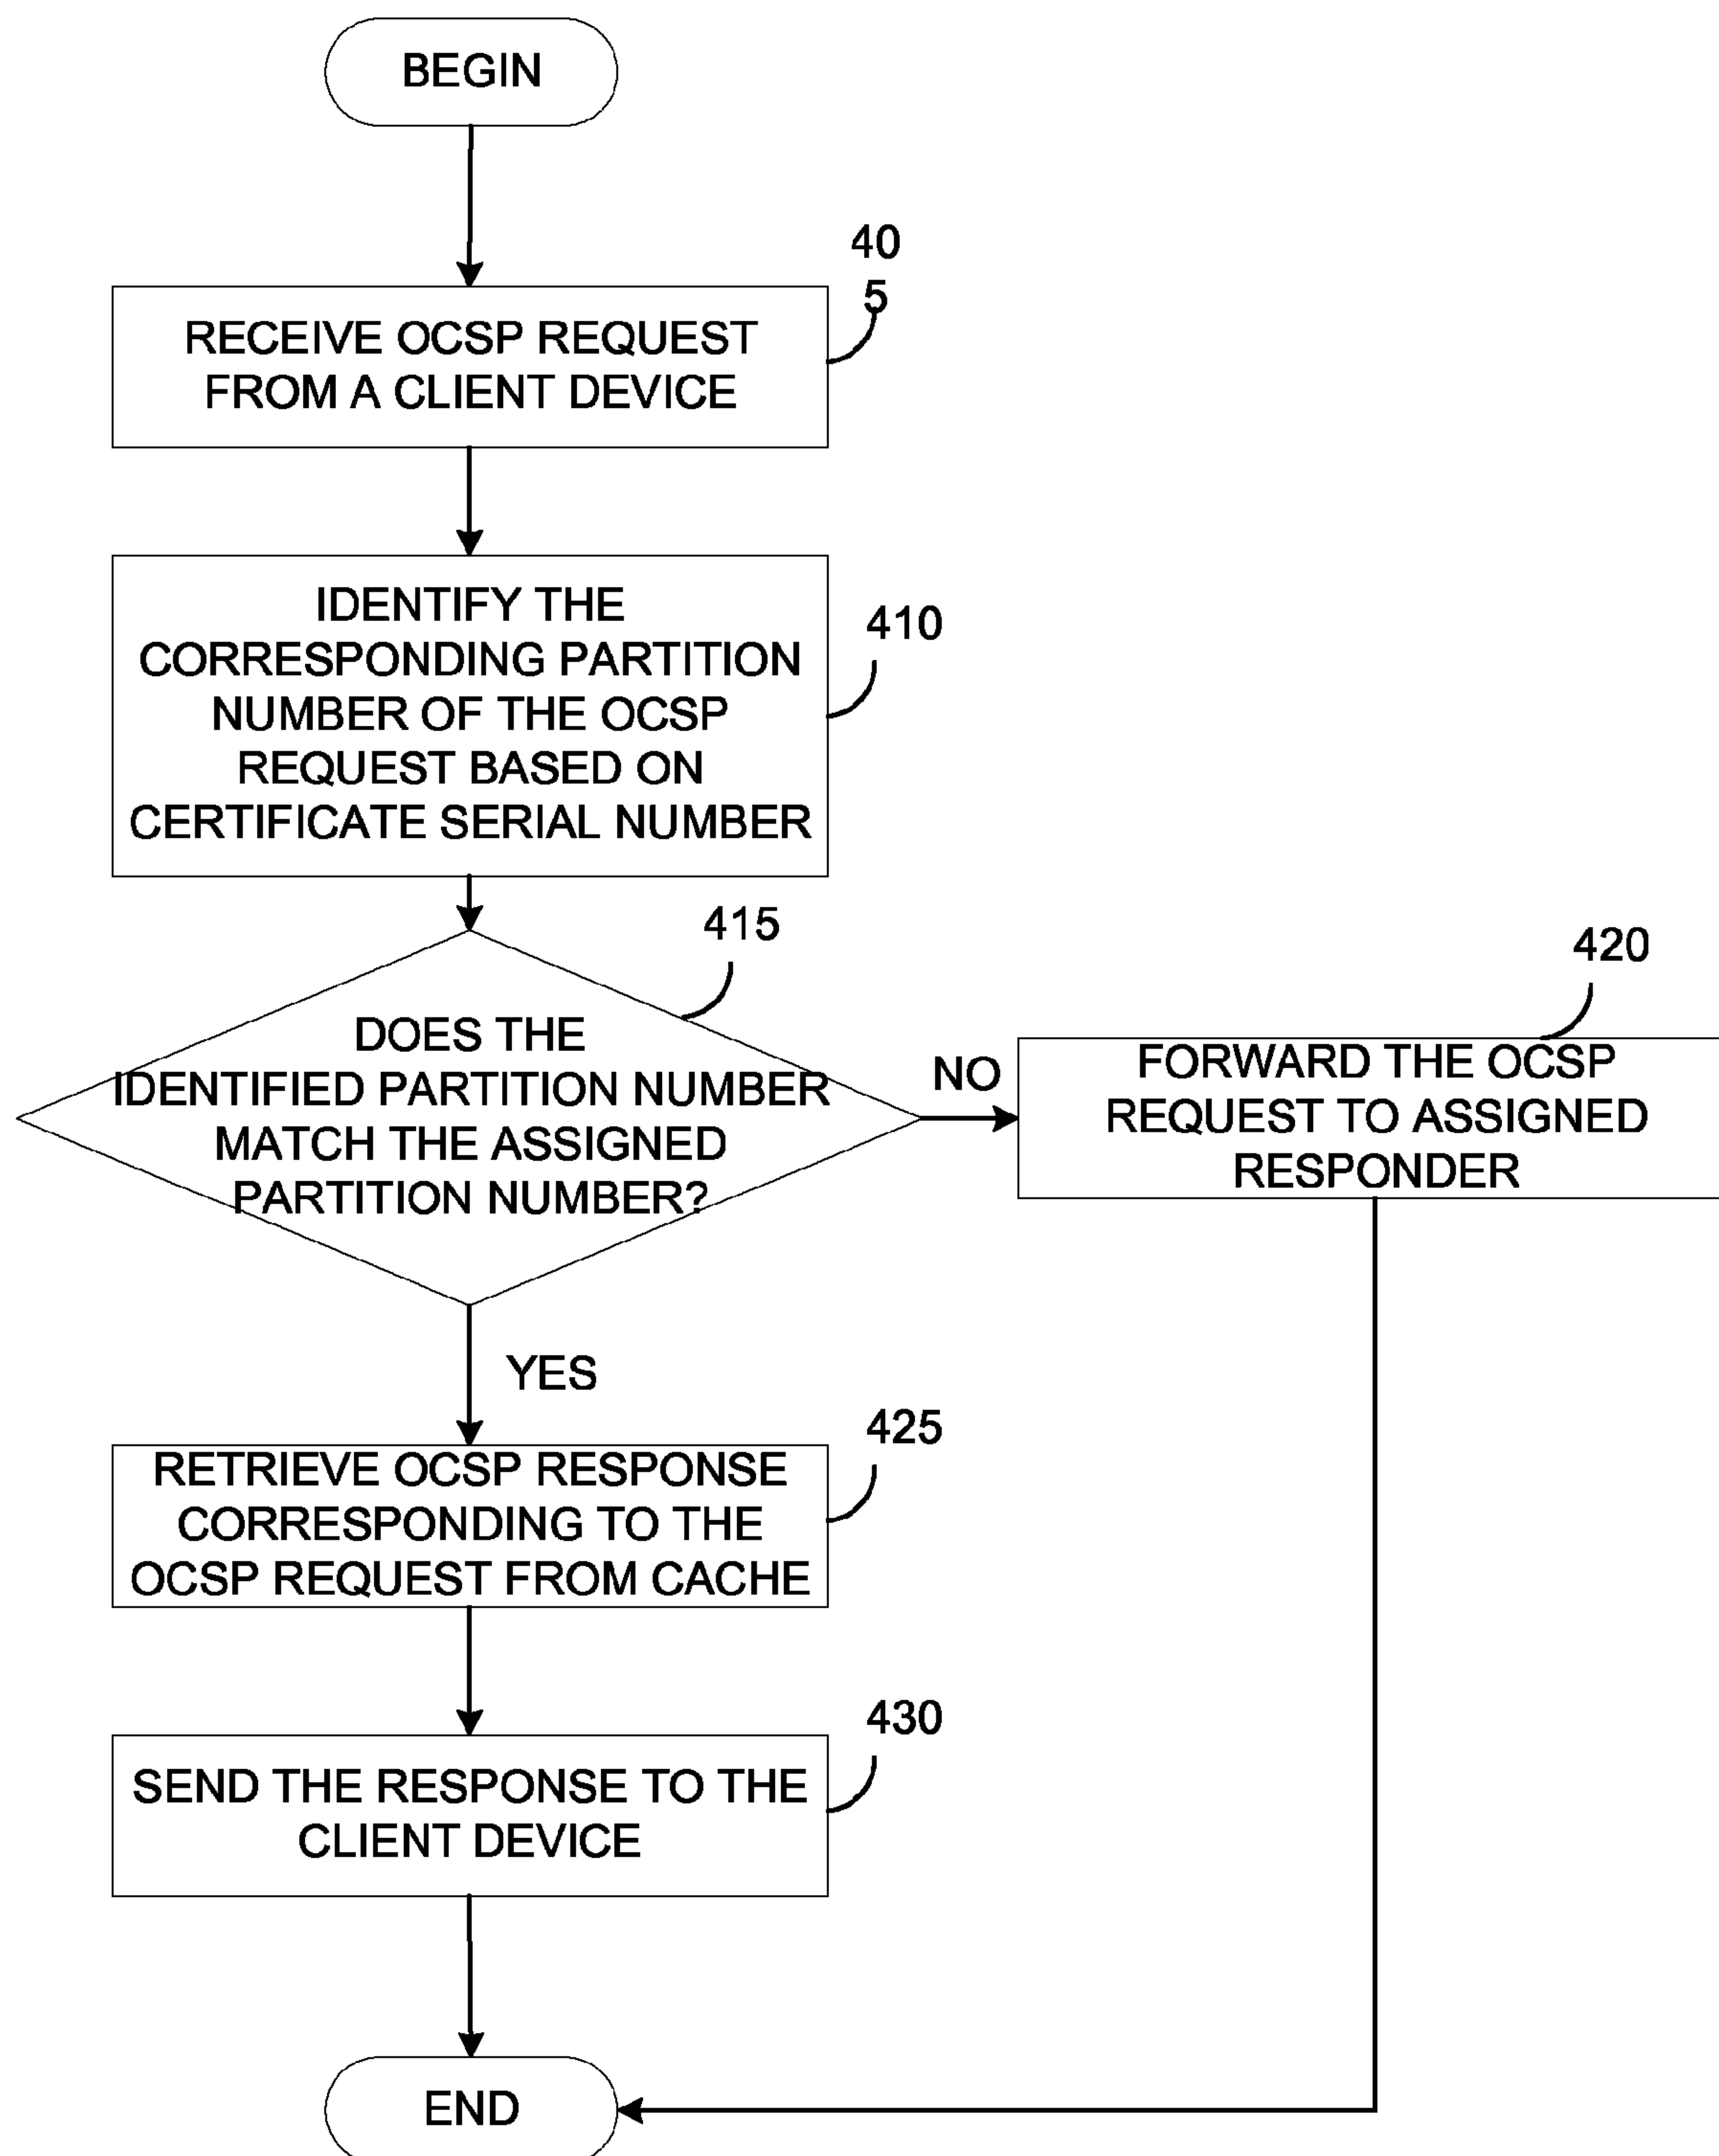 BEGIN
40
5
RECEIVE OCSP REQUEST
FROM A CLIENT DEVICE
410
IDENTIFY THE
CORRESPONDING PARTITION
NUMBER OF THE OCSP
REQUEST BASED ON
CERTIFICATE SERIAL NUMBER
415
DOES THE
IDENTIFIED PARTITION NUMBER
MATCH THE ASSIGNED
PARTITION NUMBER?
NO
420
FORWARD THE OCSP
REQUEST TO ASSIGNED
RESPONDER
YES
425
RETRIEVE OCSP RESPONSE
CORRESPONDING TO THE
OCSP REQUEST FROM CACHE
430
SEND THE RESPONSE TO THE
CLIENT DEVICE
END